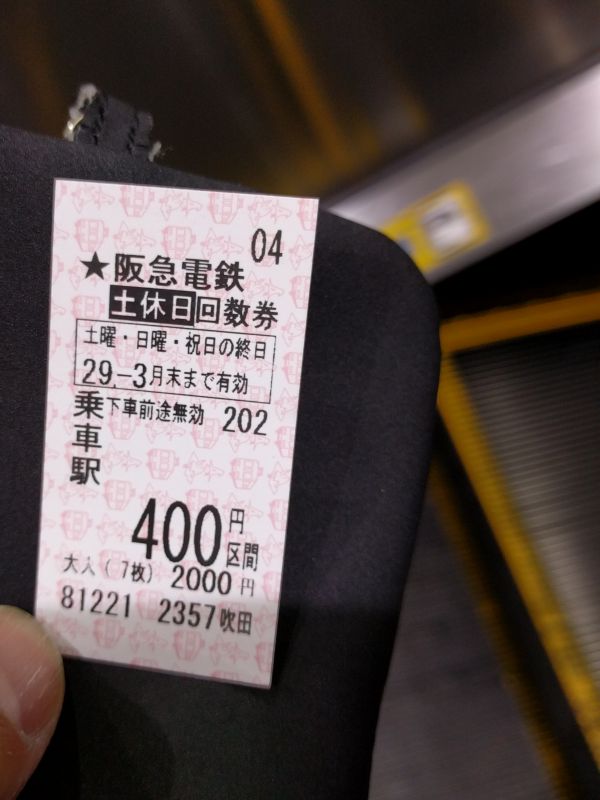 04
★阪急電鉄
土休日回数券
土曜・日曜・祝日の終日
29.-3月末まで有効
乗車駅
下車前途無効 202
400円区間
大人(7枚) 2000円
81221 2357吹田